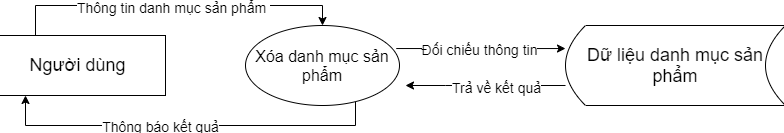 Thông tin danh mục sản phẩm
Người dùng
Xóa danh mục sản
phẩm
Đối chiếu thông tin
Trả về kết quả
Dữ liệu danh mục sản
phẩm
Thông báo kết quả